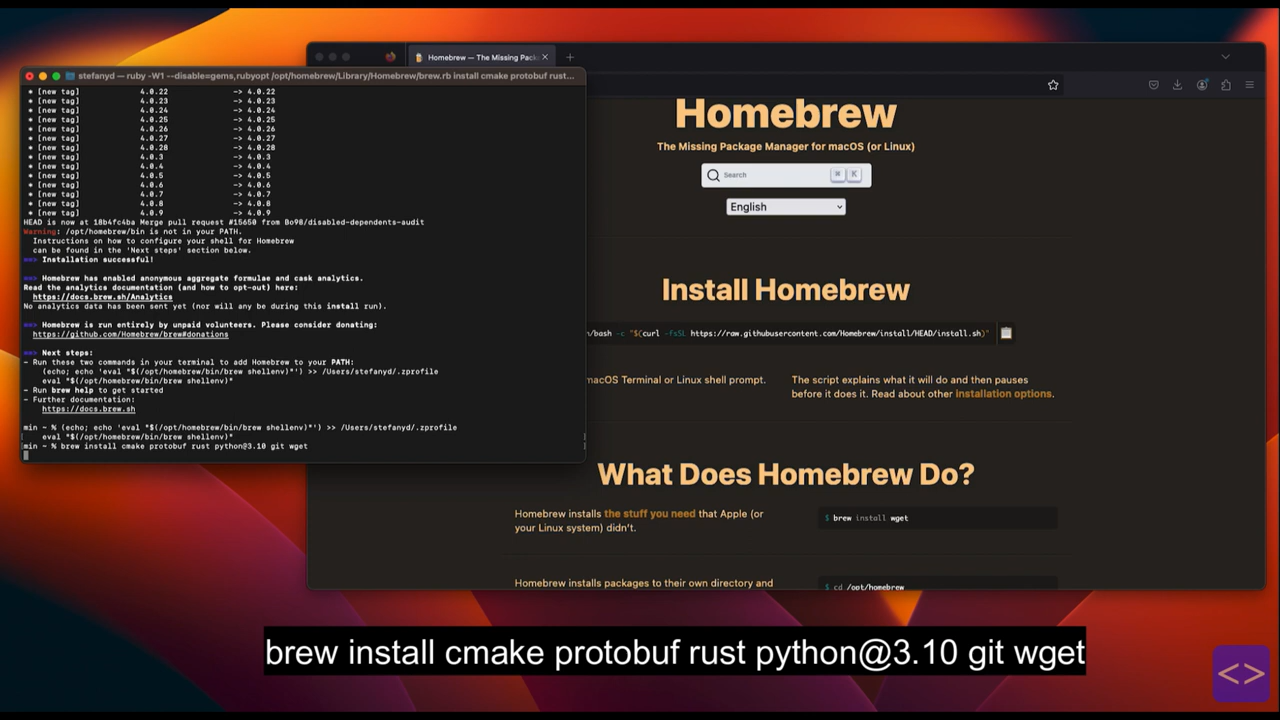 Homebrew — The Missing Pack
stefanyd — ruby -W1 --disable=gems,rubyopt /opt/homebrew/Library/Homebrew/brew.rb install cmake protobuf rust...
* [new tag] 4.0.22 -> 4.0.22
* [new tag] 4.0.23 -> 4.0.23
* [new tag] 4.0.24 -> 4.0.24
* [new tag] 4.0.25 -> 4.0.25
* [new tag] 4.0.26 -> 4.0.26
* [new tag] 4.0.27 -> 4.0.27
* [new tag] 4.0.28 -> 4.0.28
* [new tag] 4.0.3 -> 4.0.3
* [new tag] 4.0.4 -> 4.0.4
* [new tag] 4.0.5 -> 4.0.5
* [new tag] 4.0.6 -> 4.0.6
* [new tag] 4.0.7 -> 4.0.7
* [new tag] 4.0.8 -> 4.0.8
* [new tag] 4.0.9 -> 4.0.9
HEAD is now at 18b4fc4ba Merge pull request #15650 from Bo98/disabled-dependents-audit
Warning: /opt/homebrew/bin is not in your PATH.
Instructions on how to configure your shell for Homebrew
can be found in the 'Next steps' section below.
==> Installation successful!
==> Homebrew has enabled anonymous aggregate formulae and cask analytics.
Read the analytics documentation (and how to opt-out) here:
https://docs.brew.sh/Analytics
No analytics data has been sent yet (nor will any be during this install run).
==> Homebrew is run entirely by unpaid volunteers. Please consider donating:
https://github.com/Homebrew/brew#donations
==> Next steps:
- Run these two commands in your terminal to add Homebrew to your PATH:
(echo; echo 'eval "$(/opt/homebrew/bin/brew shellenv)"') >> /Users/stefanyd/.zprofile
eval "$(/opt/homebrew/bin/brew shellenv)"
- Run brew help to get started
- Further documentation:
https://docs.brew.sh
min ~ % (echo; echo 'eval "$(/opt/homebrew/bin/brew shellenv)"') >> /Users/stefanyd/.zprofile
eval "$(/opt/homebrew/bin/brew shellenv)"
min ~ % brew install cmake protobuf rust python@3.10 git wget
Homebrew
The Missing Package Manager for macOS (or Linux)
Search ⌘ K
English
Install Homebrew
/bash -c "$(curl -fsSL https://raw.githubusercontent.com/Homebrew/install/HEAD/install.sh)"
macOS Terminal or Linux shell prompt.
The script explains what it will do and then pauses
before it does it. Read about other installation options.
What Does Homebrew Do?
Homebrew installs the stuff you need that Apple (or
your Linux system) didn't.
$ brew install wget
Homebrew installs packages to their own directory and
$ cd /opt/homebrew
brew install cmake protobuf rust python@3.10 git wget
<>